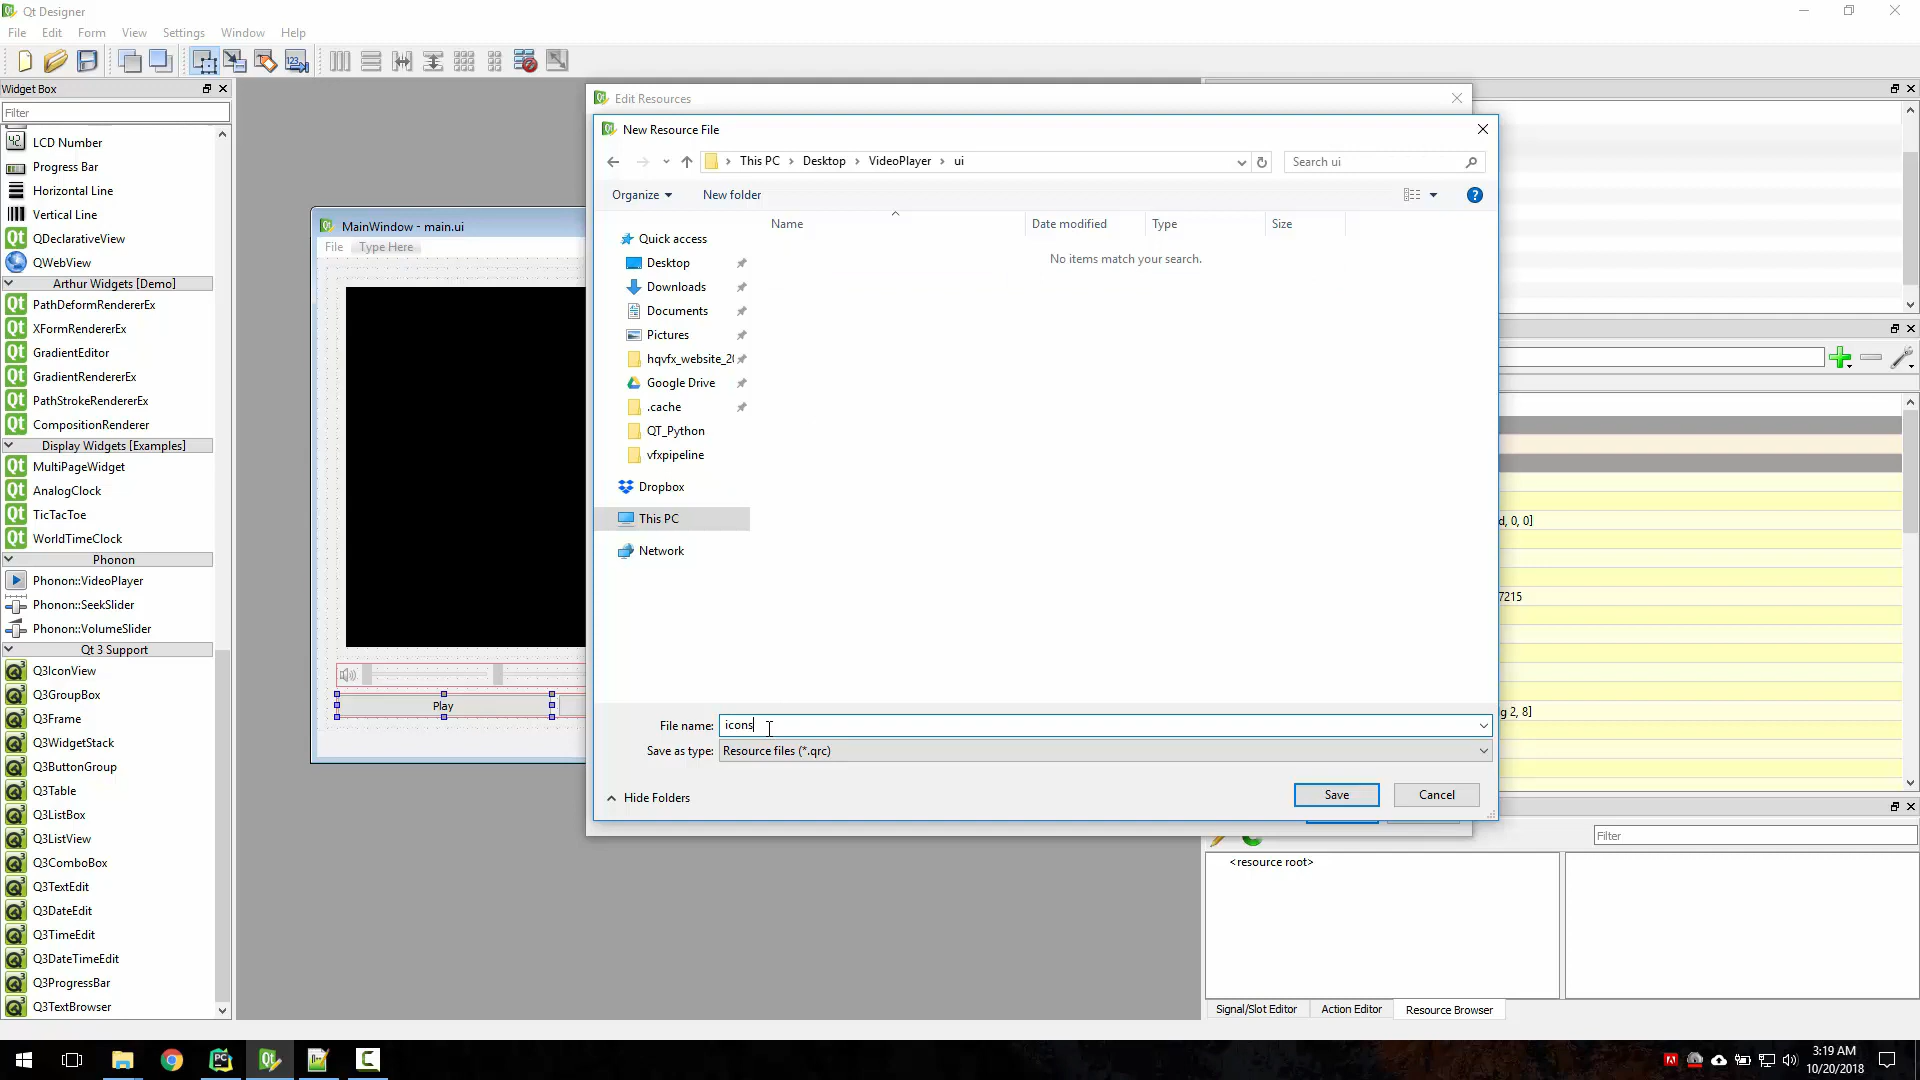 Qt Designer
File Edit Form View Settings Window Help
Widget Box
Filter
LCD Number
Progress Bar
Horizontal Line
Vertical Line
QDeclarativeView
QWebView
Arthur Widgets [Demo]
PathDeformRendererEx
XFormRendererEx
GradientEditor
GradientRendererEx
PathStrokeRendererEx
CompositionRenderer
Display Widgets [Examples]
MultiPageWidget
AnalogClock
TicTacToe
WorldTimeClock
Phonon
Phonon::VideoPlayer
Phonon::SeekSlider
Phonon::VolumeSlider
Qt 3 Support
Q3IconView
Q3GroupBox
Q3Frame
Q3WidgetStack
Q3ButtonGroup
Q3Table
Q3ListBox
Q3ListView
Q3ComboBox
Q3TextEdit
Q3DateEdit
Q3TimeEdit
Q3DateTimeEdit
Q3ProgressBar
Q3TextBrowser
MainWindow - main.ui
File Type Here
Play
Edit Resources
New Resource File
This PC Desktop VideoPlayer ui
Search ui
Organize New folder
Name Date modified Type Size
No items match your search.
Quick access
Desktop
Downloads
Documents
Pictures
hqvfx_website_20
Google Drive
.cache
QT_Python
vfxpipeline
Dropbox
This PC
Network
File name: icons
Save as type: Resource files (*.qrc)
Hide Folders
Save Cancel
d, 0, 0]
7215
g 2, 8]
Filter
<resource root>
Signal/Slot Editor Action Editor Resource Browser
3:19 AM
10/20/2018